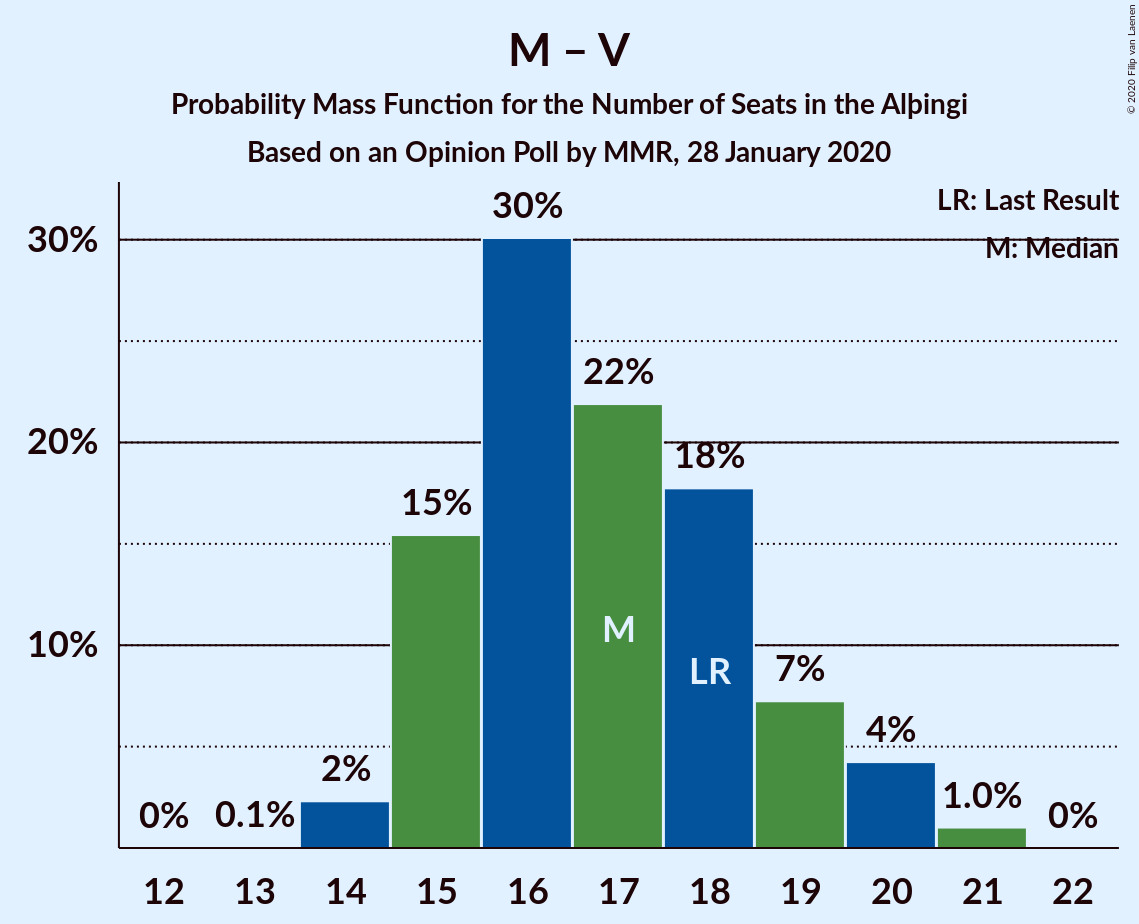 M – V
Probability Mass Function for the Number of Seats in the Alþingi
Based on an Opinion Poll by MMR, 28 January 2020
© 2020 Filip van Laenen
LR: Last Result
M: Median
30%
20%
10%
0%
0.1%
2%
15%
30%
22%
18%
7%
4%
1.0%
0%
M
LR
12 13 14 15 16 17 18 19 20 21 22